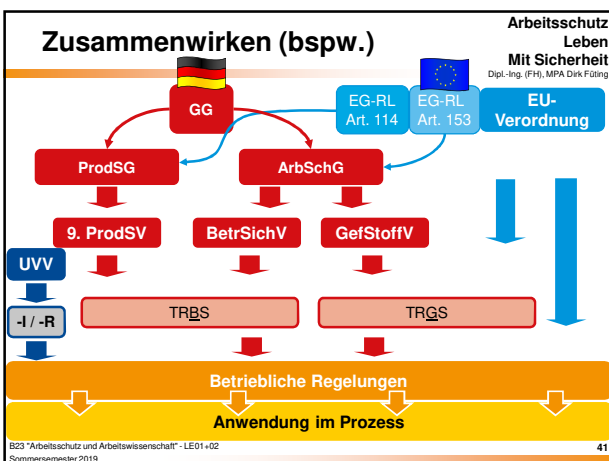 Zusammenwirken (bspw.)
Arbeitsschutz
Leben
Mit Sicherheit
Dipl.-Ing. (FH), MPA Dirk Füting
GG
EG-RL
Art. 114
EG-RL
Art. 153
EU-
Verordnung
ProdSG
ArbSchG
9. ProdSV
BetrSichV
GefStoffV
UVV
-I / -R
TRBS
TRGS
Betriebliche Regelungen
Anwendung im Prozess
B23 "Arbeitsschutz und Arbeitswissenschaft" - LE01+02
41
Sommersemester 2019